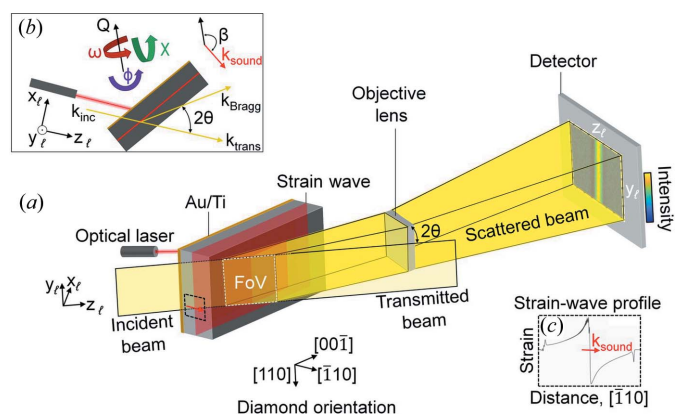 (b)
Q
ω
χ
ϕ
β
k_sound
x_ℓ
y_ℓ
z_ℓ
k_inc
k_Bragg
2θ
k_trans
Detector
Objective
lens
z_ℓ
y_ℓ
Intensity
(a)
Au/Ti
Strain wave
Optical laser
2θ
Scattered beam
FoV
y_ℓ
x_ℓ
z_ℓ
Incident
beam
Transmitted
beam
[001̄]
[110]
[1̄10]
Diamond orientation
Strain-wave profile
(c)
k_sound
Strain
Distance, [1̄10]